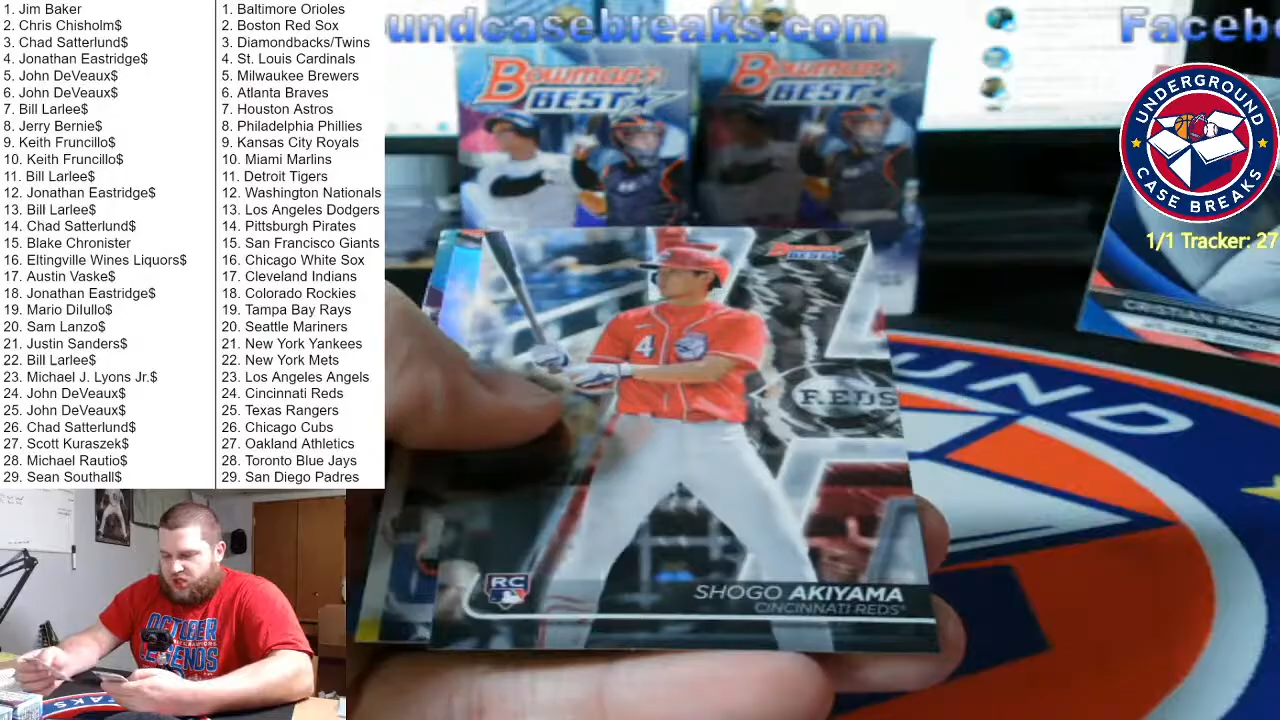 1. Jim Baker
2. Chris Chisholm$
3. Chad Satterlund$
4. Jonathan Eastridge$
5. John DeVeaux$
6. John DeVeaux$
7. Bill Larlee$
8. Jerry Bernie$
9. Keith Fruncillo$
10. Keith Fruncillo$
11. Bill Larlee$
12. Jonathan Eastridge$
13. Bill Larlee$
14. Chad Satterlund$
15. Blake Chronister
16. Eltingville Wines Liquors$
17. Austin Vaske$
18. Jonathan Eastridge$
19. Mario Dilullo$
20. Sam Lanzo$
21. Justin Sanders$
22. Bill Larlee$
23. Michael J. Lyons Jr.$
24. John DeVeaux$
25. John DeVeaux$
26. Chad Satterlund$
27. Scott Kuraszek$
28. Michael Rautio$
29. Sean Southall$
1. Baltimore Orioles
2. Boston Red Sox
3. Diamondbacks/Twins
4. St. Louis Cardinals
5. Milwaukee Brewers
6. Atlanta Braves
7. Houston Astros
8. Philadelphia Phillies
9. Kansas City Royals
10. Miami Marlins
11. Detroit Tigers
12. Washington Nationals
13. Los Angeles Dodgers
14. Pittsburgh Pirates
15. San Francisco Giants
16. Chicago White Sox
17. Cleveland Indians
18. Colorado Rockies
19. Tampa Bay Rays
20. Seattle Mariners
21. New York Yankees
22. New York Mets
23. Los Angeles Angels
24. Cincinnati Reds
25. Texas Rangers
26. Chicago Cubs
27. Oakland Athletics
28. Toronto Blue Jays
29. San Diego Padres
undcasebreaks.com
Faceb
BOWMAN'S
BEST
BOWMAN'S
BEST
UNDERGROUND
CASE BREAKS
1/1 Tracker: 27
BOWMAN'S
BEST
4
REDS
RC
SHOGO AKIYAMA
CINCINNATI REDS
CRISTIAN
UND
OCTOBER